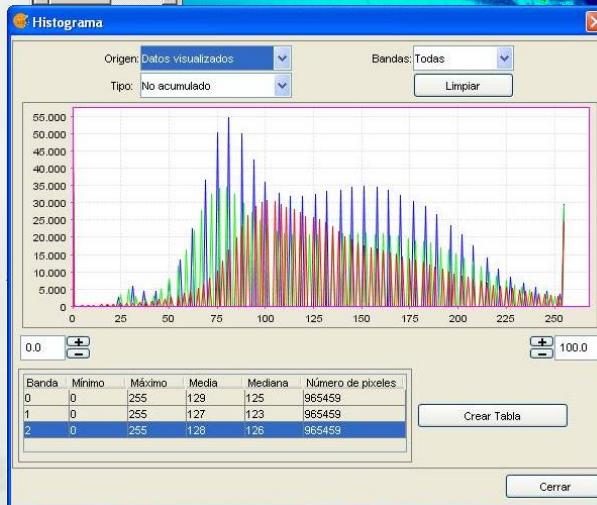 Histograma
Origen: Datos visualizados Bandas: Todas
Tipo: No acumulado Limpiar
55.000
50.000
45.000
40.000
35.000
30.000
25.000
20.000
15.000
10.000
5.000
0
0 25 50 75 100 125 150 175 200 225 250
0.0 100.0
Banda Mínimo Máximo Media Mediana Número de pixeles
0 0 255 129 125 965459
1 0 255 127 123 965459
2 0 255 128 126 965459
Crear Tabla
Cerrar